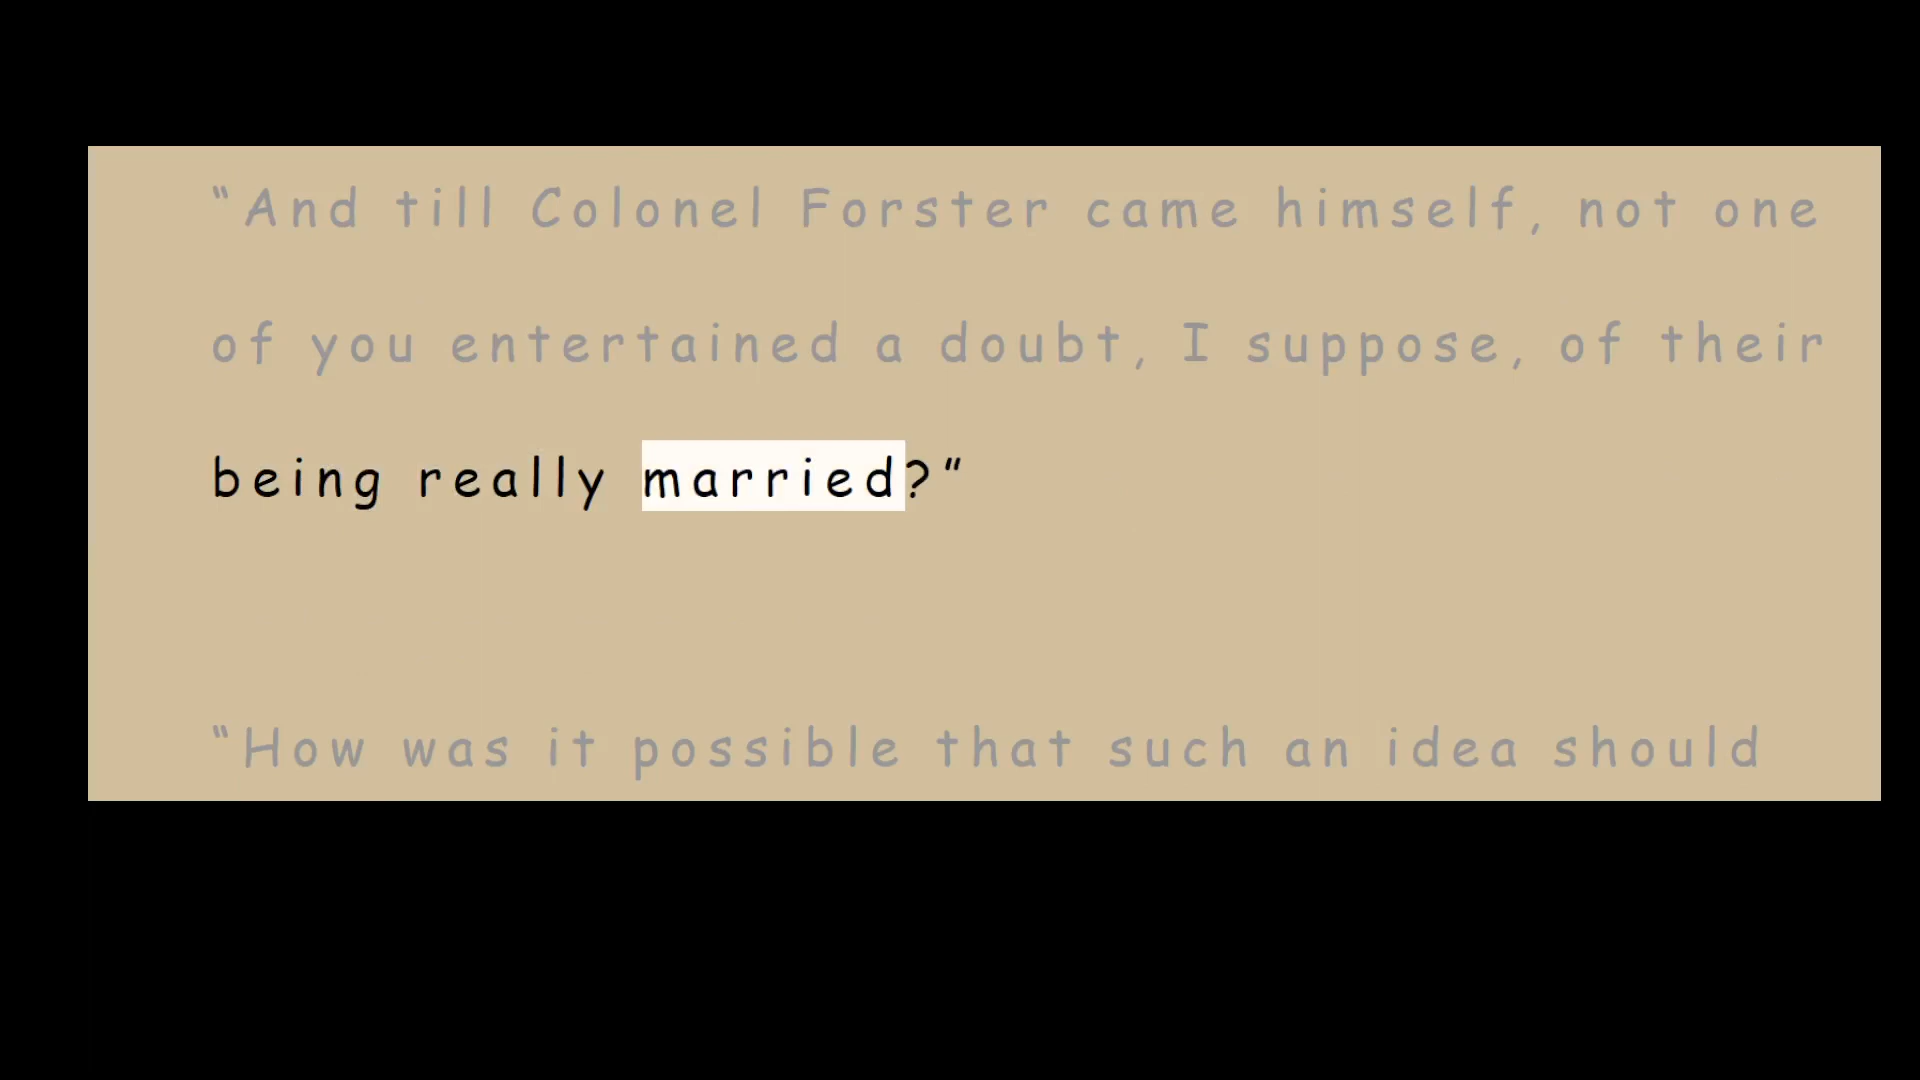 “And till Colonel Forster came himself, not one
of you entertained a doubt, I suppose, of their
being really married?”
“How was it possible that such an idea should